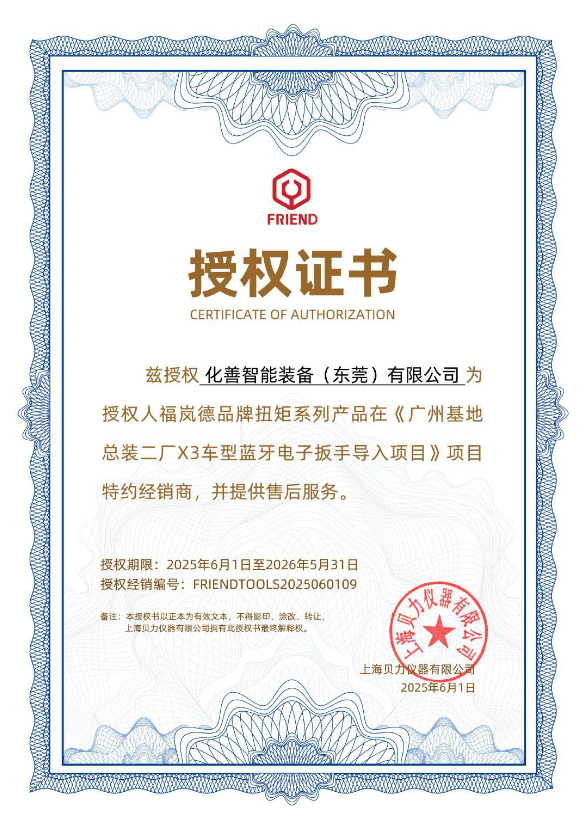 FRIEND
授权证书
CERTIFICATE OF AUTHORIZATION
兹授权 化善智能装备（东莞）有限公司 为
授权人福岚德品牌扭矩系列产品在《广州基地
总装二厂X3车型蓝牙电子扳手导入项目》项目
特约经销商，并提供售后服务。
授权期限：2025年6月1日至2026年5月31日
授权经销编号：FRIENDTOOLS2025060109
备注：本授权书以正本为有效文本，不得影印、涂改、转让，
上海贝力仪器有限公司拥有此授权书最终解释权。
上海贝力仪器有限公司
上海贝力仪器有限公司
2025年6月1日